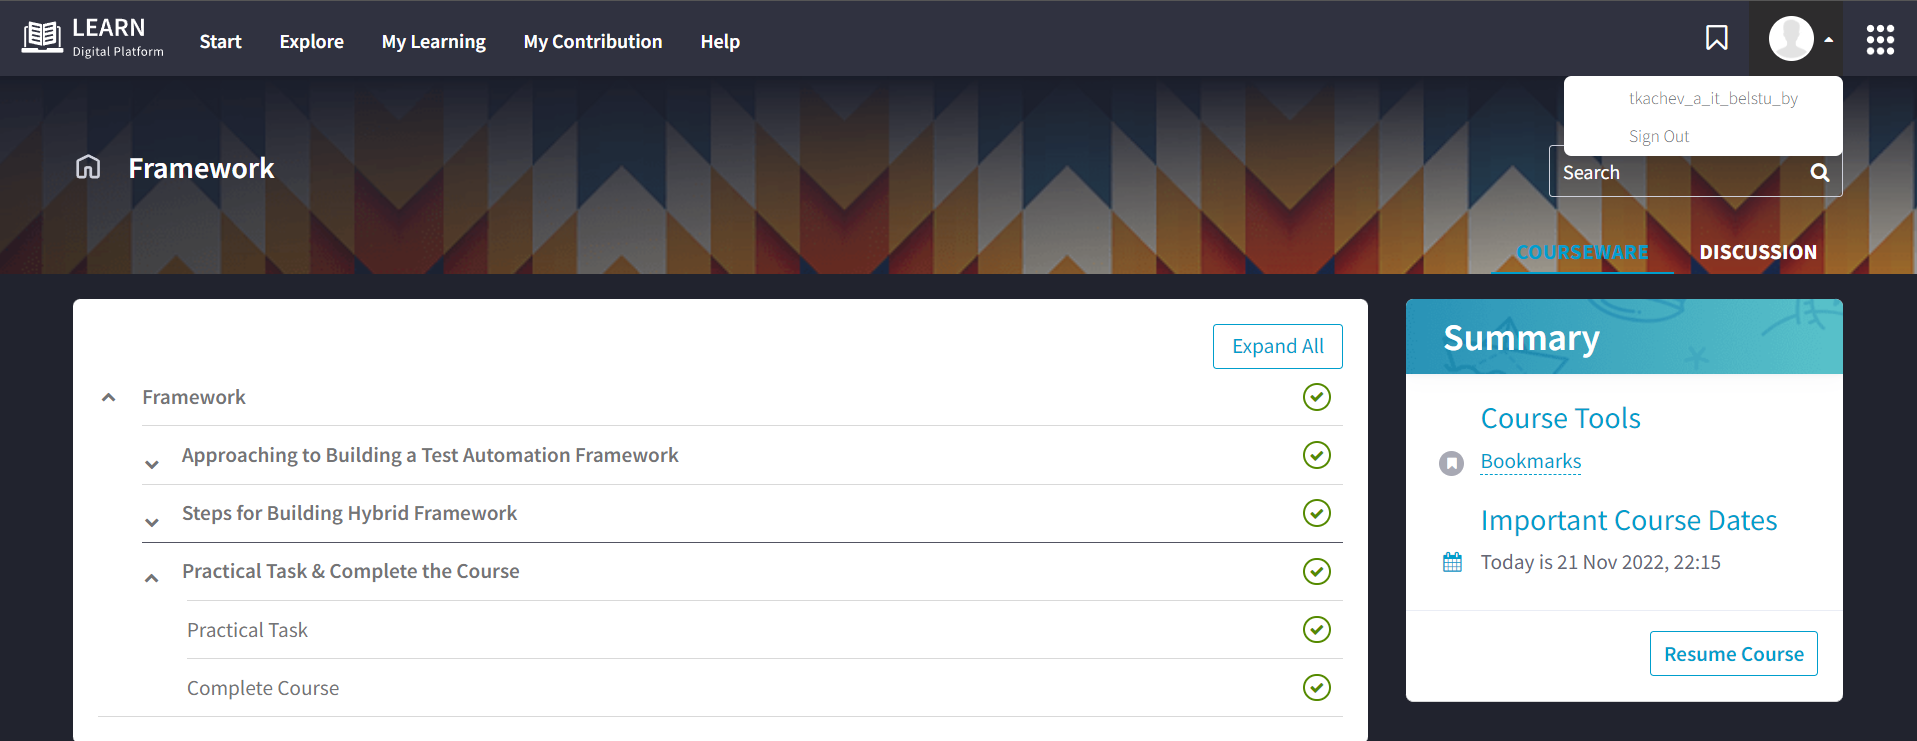 LEARN
Digital Platform
Start Explore My Learning My Contribution Help
tkachev_a_it_belstu_by
Sign Out
Framework
Search
COURSEWARE DISCUSSION
Expand All
Framework
Approaching to Building a Test Automation Framework
Steps for Building Hybrid Framework
Practical Task & Complete the Course
Practical Task
Complete Course
Summary
Course Tools
Bookmarks
Important Course Dates
Today is 21 Nov 2022, 22:15
Resume Course